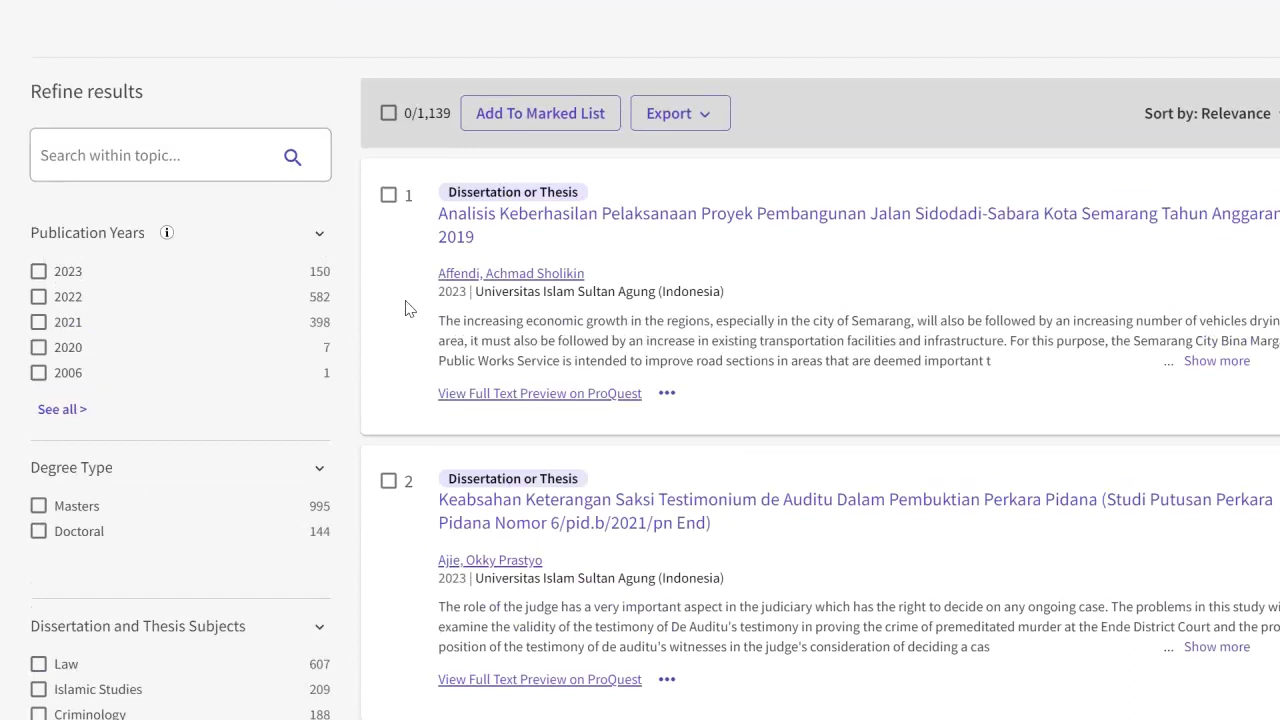 Refine results
Search within topic...
Publication Years
2023 150
2022 582
2021 398
2020 7
2006 1
See all >
Degree Type
Masters 995
Doctoral 144
Dissertation and Thesis Subjects
Law 607
Islamic Studies 209
Criminology 188
0/1,139 Add To Marked List Export Sort by: Relevance
1 Dissertation or Thesis
Analisis Keberhasilan Pelaksanaan Proyek Pembangunan Jalan Sidodadi-Sabara Kota Semarang Tahun Anggaran
2019
Affendi, Achmad Sholikin
2023 | Universitas Islam Sultan Agung (Indonesia)
The increasing economic growth in the regions, especially in the city of Semarang, will also be followed by an increasing number of vehicles
area, it must also be followed by an increase in existing transportation facilities and infrastructure. For this purpose, the Semarang City Bina
Public Works Service is intended to improve road sections in areas that are deemed important t ... Show more
View Full Text Preview on ProQuest •••
2 Dissertation or Thesis
Keabsahan Keterangan Saksi Testimonium de Auditu Dalam Pembuktian Perkara Pidana (Studi Putusan Perkara
Pidana Nomor 6/pid.b/2021/pn End)
Ajie, Okky Prastyo
2023 | Universitas Islam Sultan Agung (Indonesia)
The role of the judge has a very important aspect in the judiciary which has the right to decide on any ongoing case. The problems in this study
examine the validity of the testimony of De Auditu's testimony in proving the crime of premeditated murder at the Ende District Court and the
position of the testimony of de auditu's witnesses in the judge's consideration of deciding a cas ... Show more
View Full Text Preview on ProQuest •••